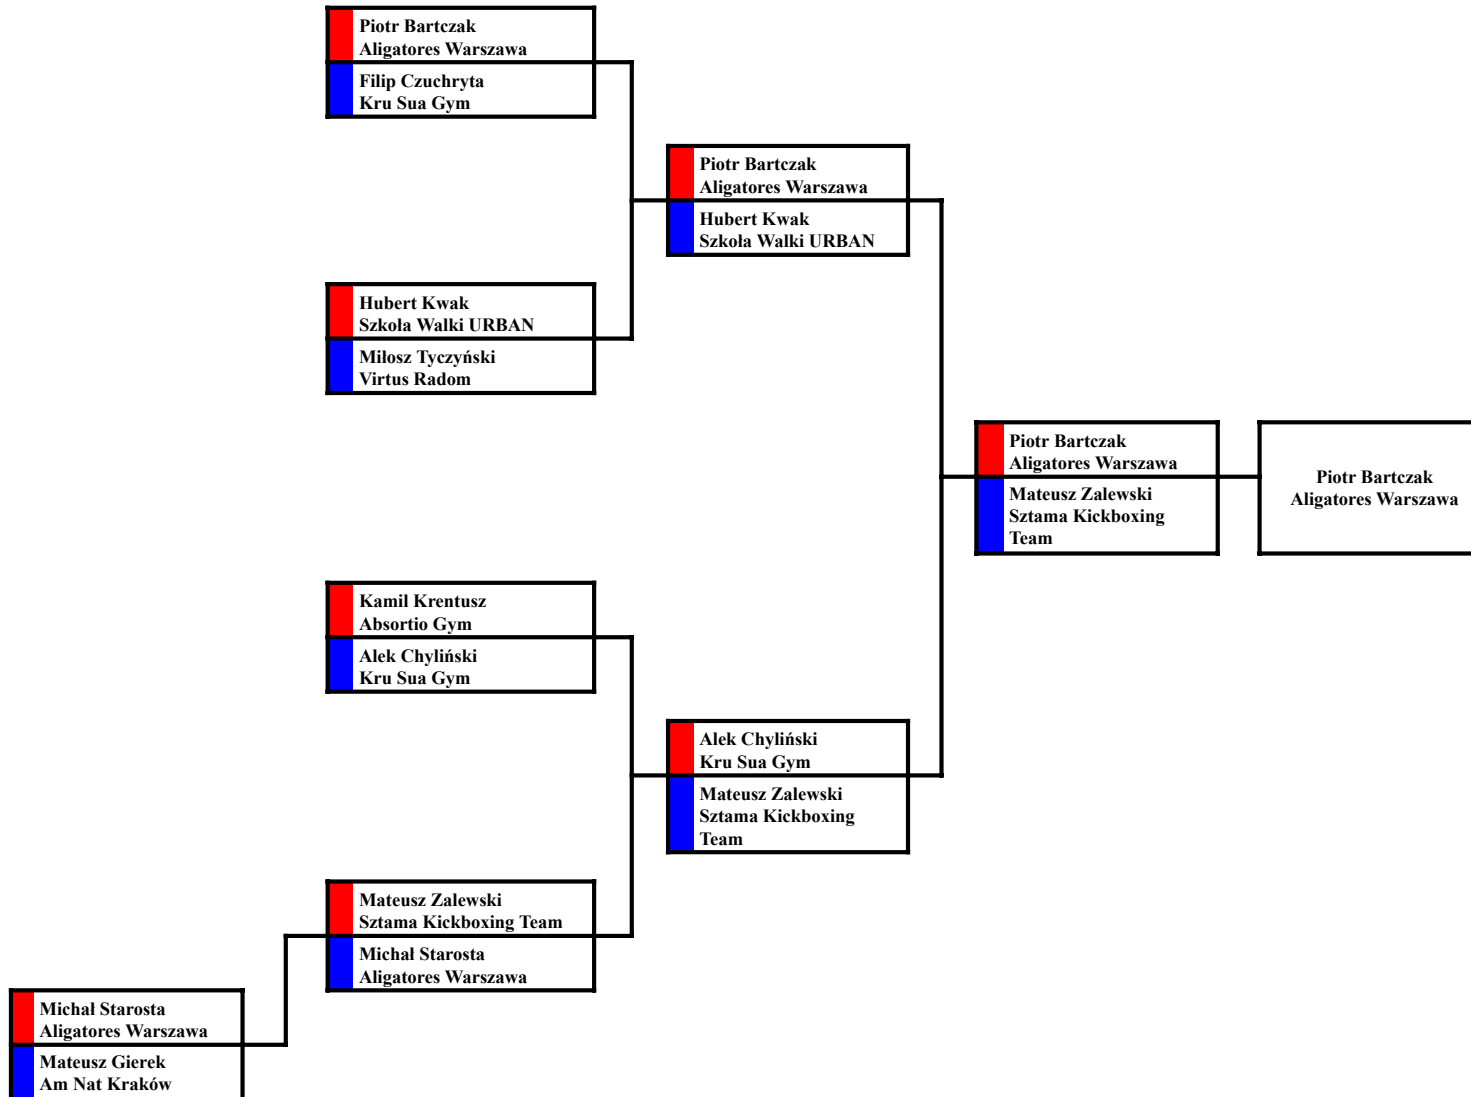 Piotr Bartczak
Aligatores Warszawa
Filip Czuchryta
Kru Sua Gym
Hubert Kwak
Szkoła Walki URBAN
Miłosz Tyczyński
Virtus Radom
Kamil Krentusz
Absortio Gym
Alek Chyliński
Kru Sua Gym
Mateusz Zalewski
Sztama Kickboxing Team
Michał Starosta
Aligatores Warszawa
Michał Starosta
Aligatores Warszawa
Mateusz Gierek
Am Nat Kraków
Piotr Bartczak
Aligatores Warszawa
Hubert Kwak
Szkoła Walki URBAN
Alek Chyliński
Kru Sua Gym
Mateusz Zalewski
Sztama Kickboxing
Team
Piotr Bartczak
Aligatores Warszawa
Mateusz Zalewski
Sztama Kickboxing
Team
Piotr Bartczak
Aligatores Warszawa